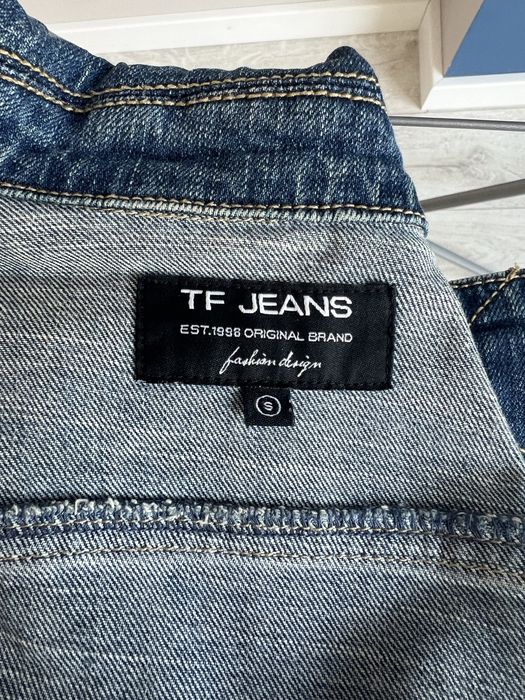 TF JEANS
EST.1998 ORIGINAL BRAND
fashion design
S